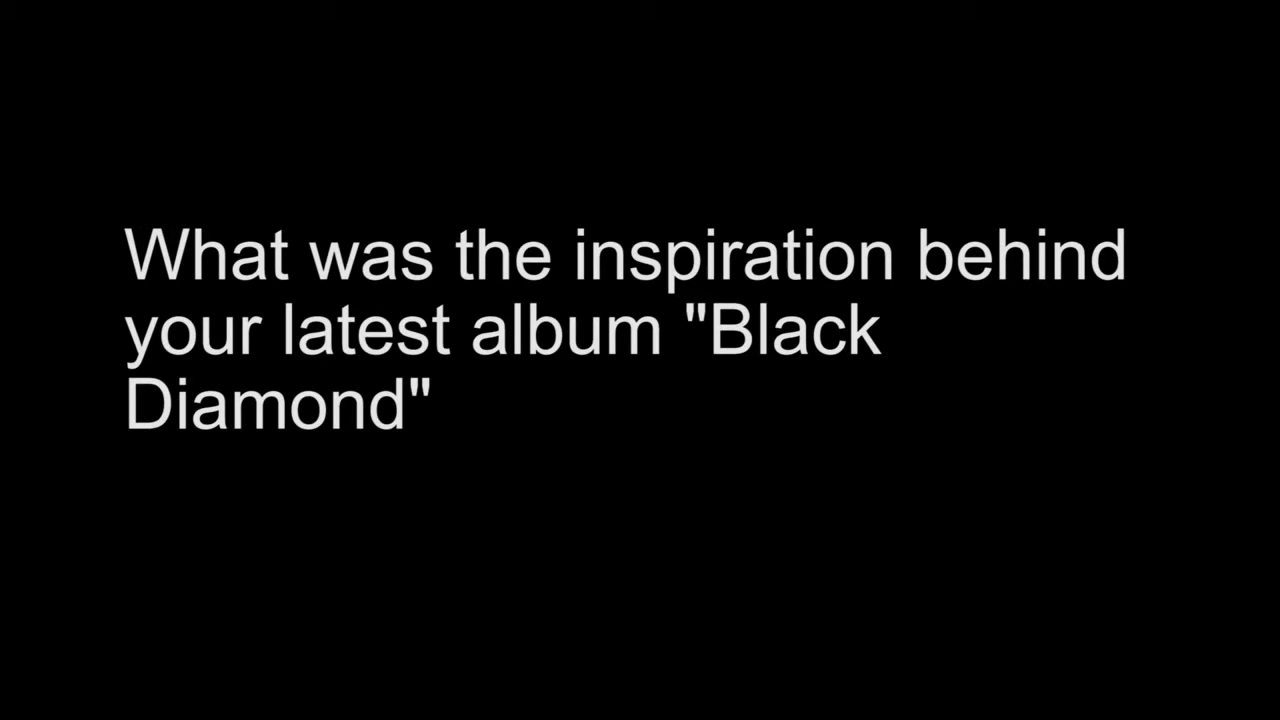 What was the inspiration behind
your latest album "Black
Diamond"